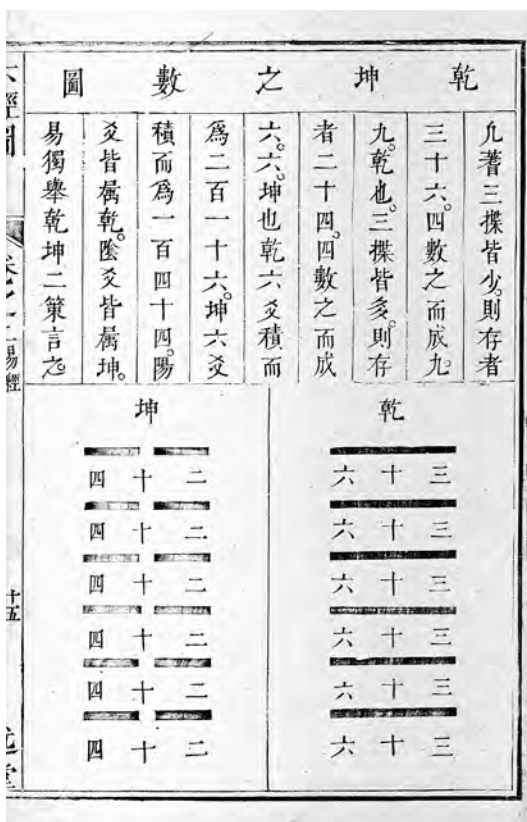 乾坤之數圖
凡蓍三揲皆少。則存者
三十六。四數之而成九。
九。乾也。三揲皆多。則存
者二十四。四數之而成
六。六。坤也乾六爻積而
為二百一十六。坤六爻
積而為一百四十四。陽
爻皆屬乾。陰爻皆屬坤。
易獨舉乾坤二策言之。
乾
三十六
三十六
三十六
三十六
三十六
三十六
坤
二十四
二十四
二十四
二十四
二十四
二十四
六經圖
易經
十五